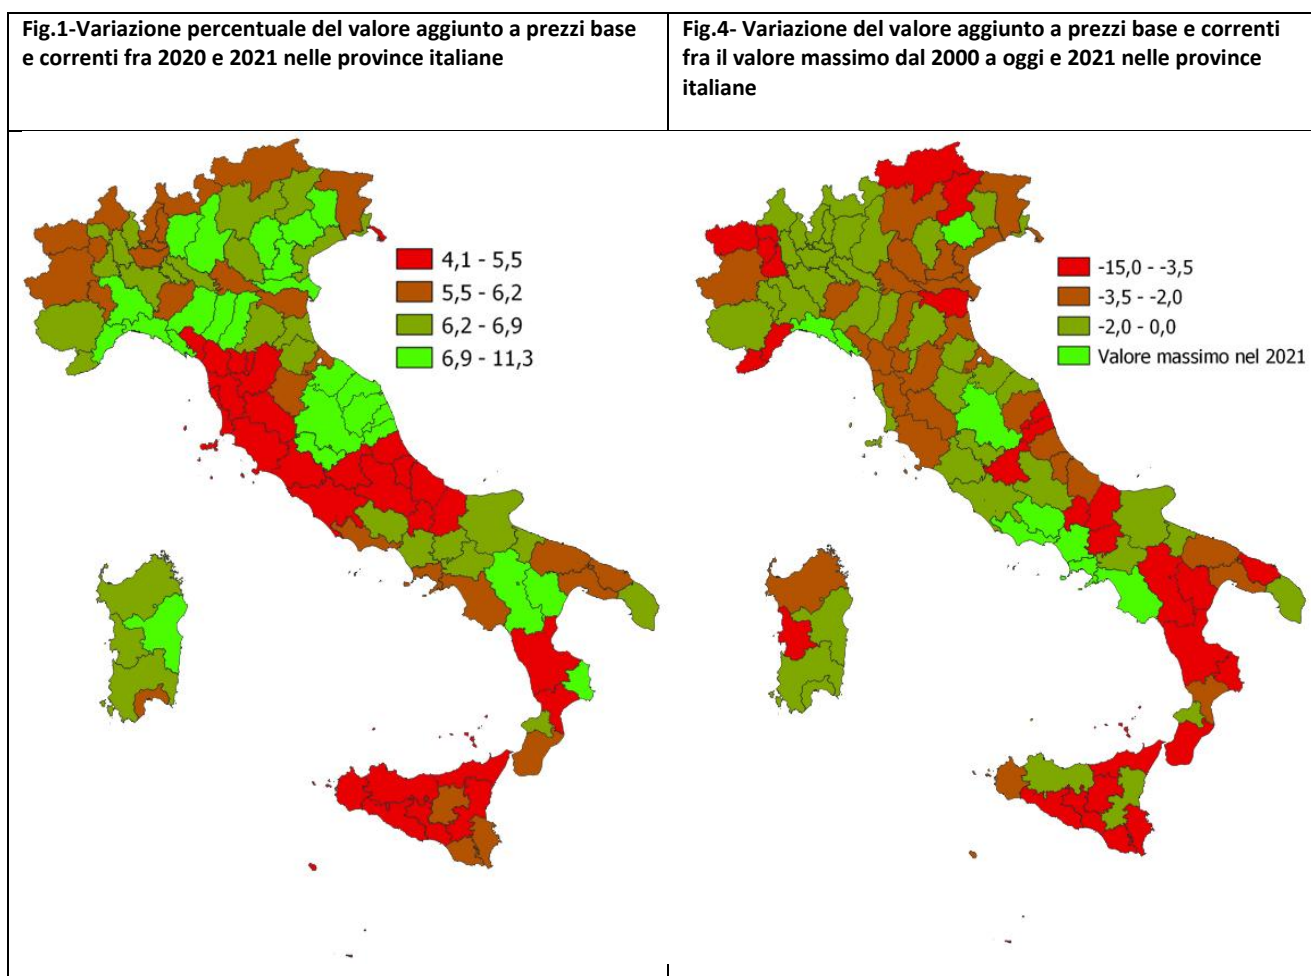 Fig.1-Variazione percentuale del valore aggiunto a prezzi base
e correnti fra 2020 e 2021 nelle province italiane
Fig.4- Variazione del valore aggiunto a prezzi base e correnti
fra il valore massimo dal 2000 a oggi e 2021 nelle province
italiane
4,1 - 5,5
5,5 - 6,2
6,2 - 6,9
6,9 - 11,3
-15,0 - -3,5
-3,5 - -2,0
-2,0 - 0,0
Valore massimo nel 2021